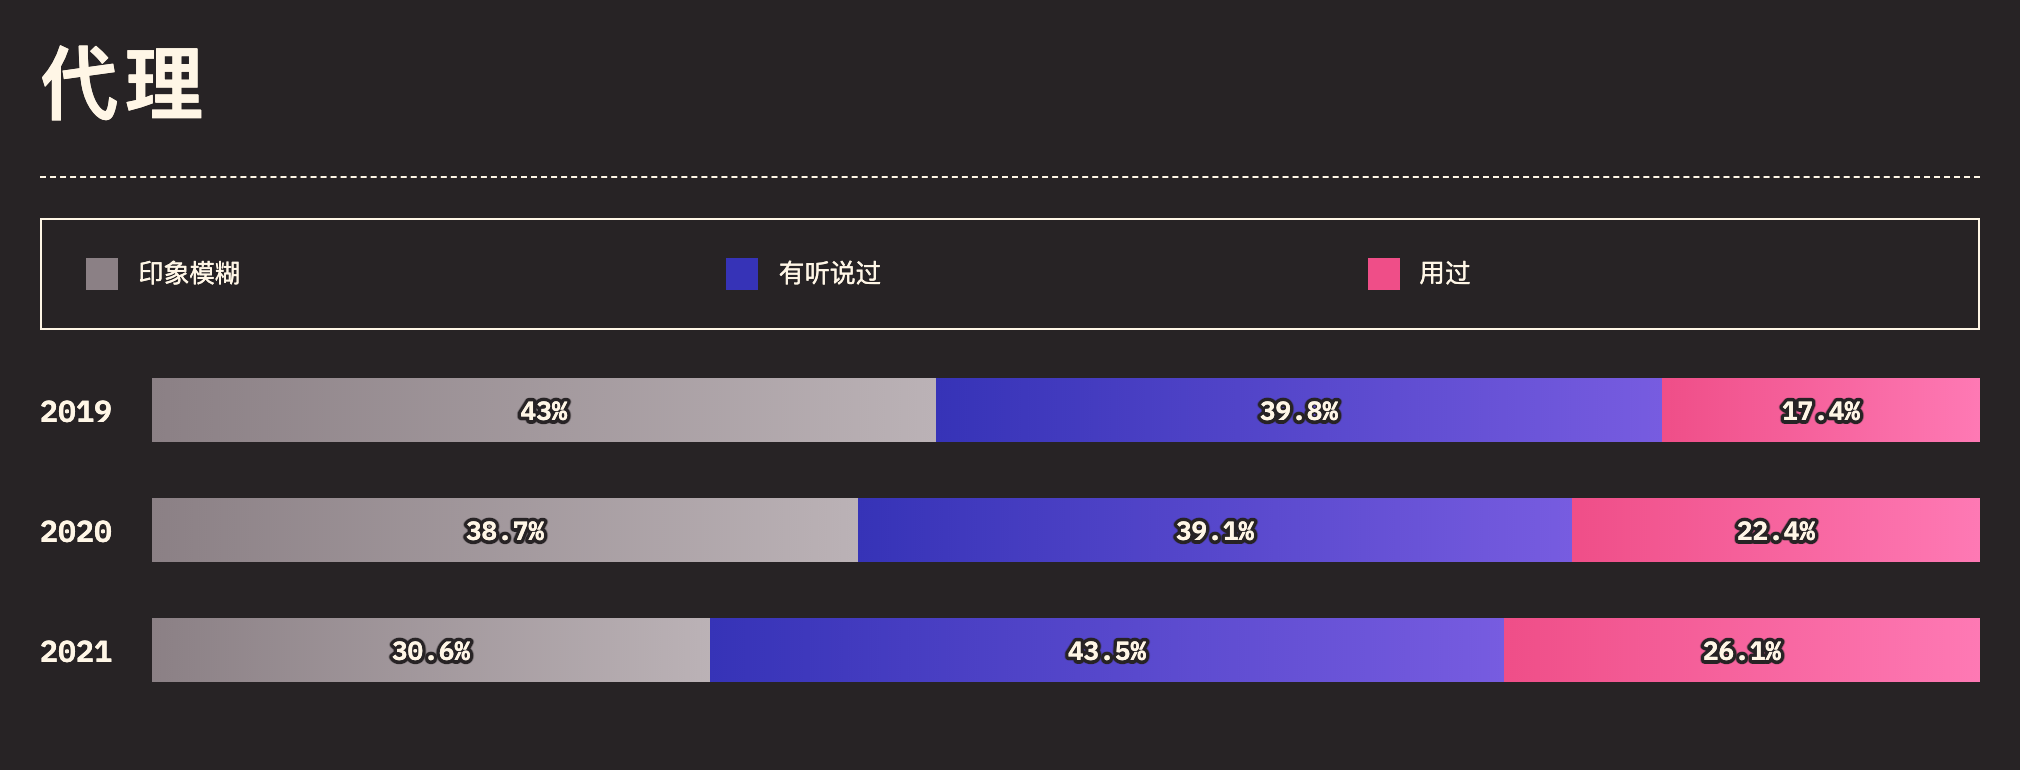 代理
印象模糊 有听说过 用过
2019 43% 39.8% 17.4%
2020 38.7% 39.1% 22.4%
2021 30.6% 43.5% 26.1%